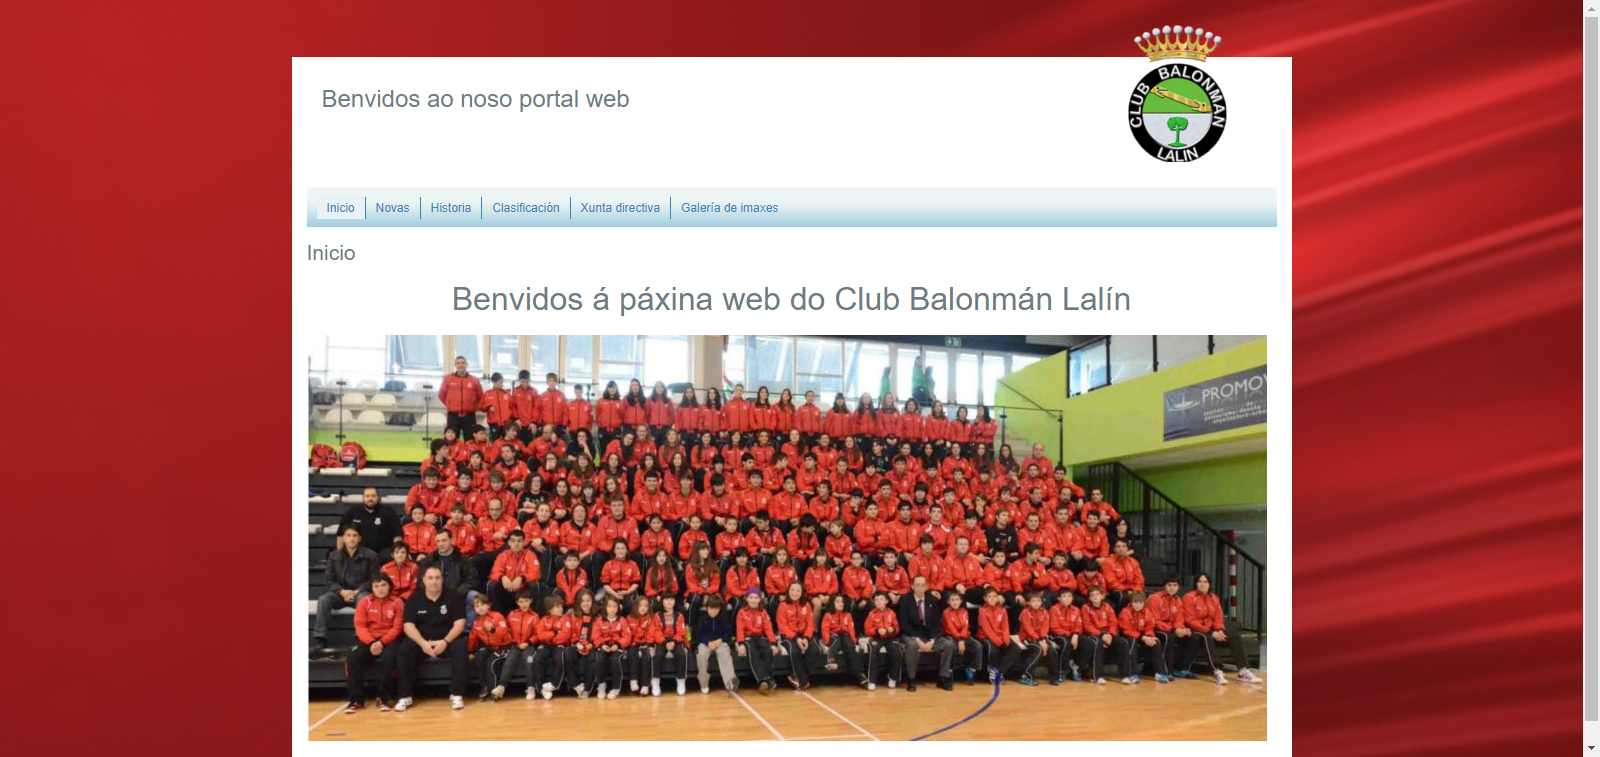 CLUB BALONMAN
LALIN
Benvidos ao noso portal web
Inicio
Novas
Historia
Clasificación
Xunta directiva
Galería de imaxes
Inicio
Benvidos á páxina web do Club Balonmán Lalín
PROMOV